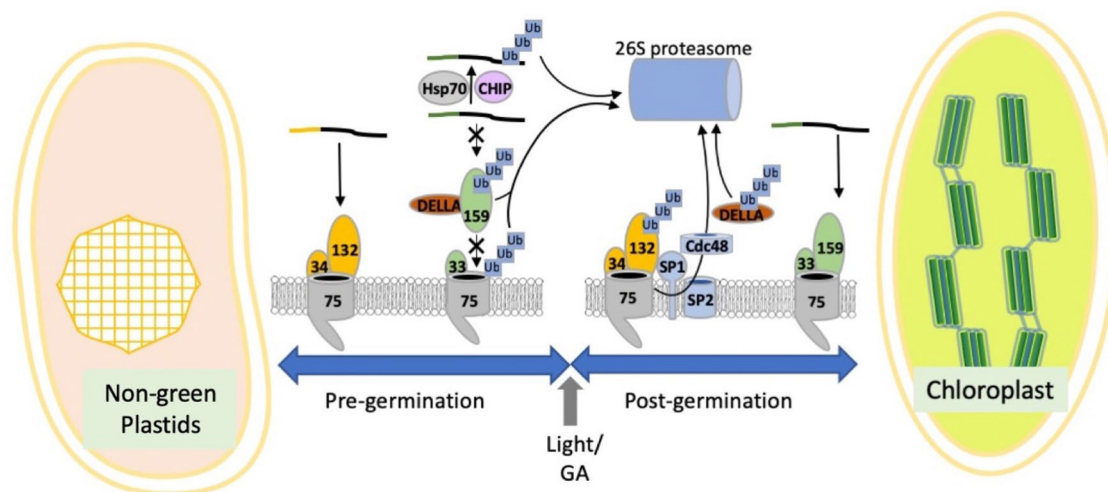 Ub
Ub
Ub
26S proteasome
Hsp70
CHIP
Ub
Ub
Ub
DELLA
159
Ub
Ub
Ub
34
132
75
33
75
Ub
Ub
Ub
DELLA
Ub
Ub
Ub
34
132
75
SP1
Cdc48
SP2
33
159
75
Non-green
Plastids
Pre-germination
Post-germination
Chloroplast
Light/
GA